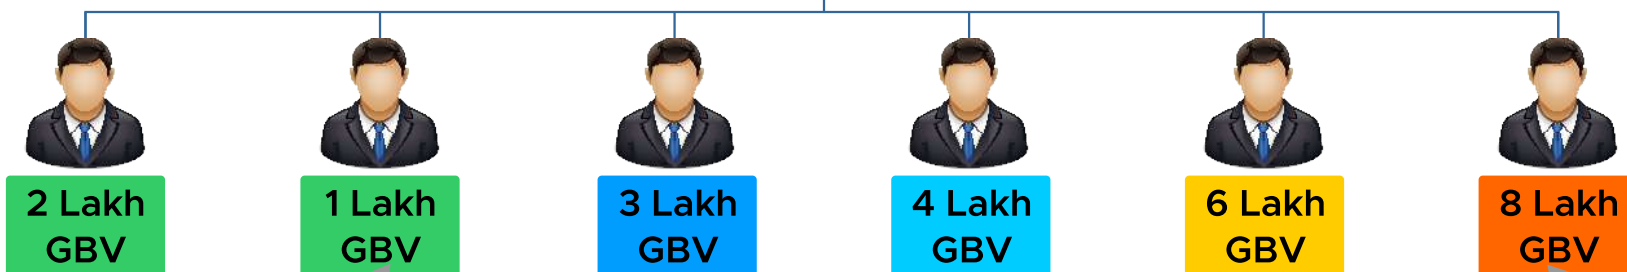 2 Lakh
GBV
1 Lakh
GBV
3 Lakh
GBV
4 Lakh
GBV
6 Lakh
GBV
8 Lakh
GBV